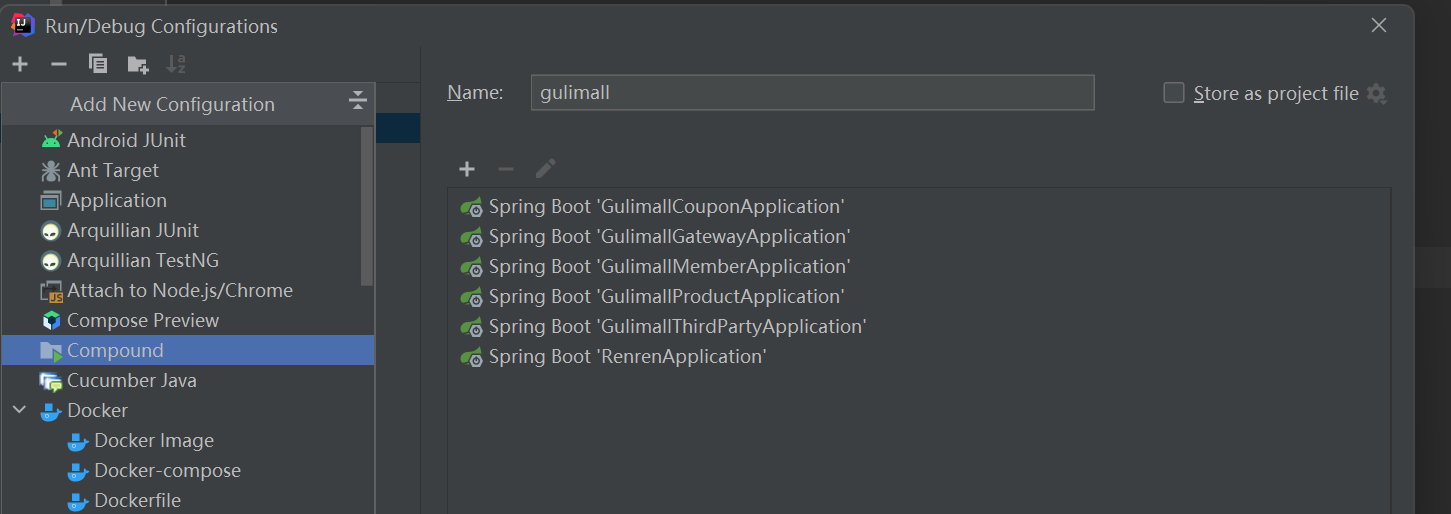 Run/Debug Configurations
Add New Configuration
Android JUnit
Ant Target
Application
Arquillian JUnit
Arquillian TestNG
Attach to Node.js/Chrome
Compose Preview
Compound
Cucumber Java
Docker
Docker Image
Docker-compose
Dockerfile
Name: gulimall
Store as project file
Spring Boot 'GulimallCouponApplication'
Spring Boot 'GulimallGatewayApplication'
Spring Boot 'GulimallMemberApplication'
Spring Boot 'GulimallProductApplication'
Spring Boot 'GulimallThirdPartyApplication'
Spring Boot 'RenrenApplication'